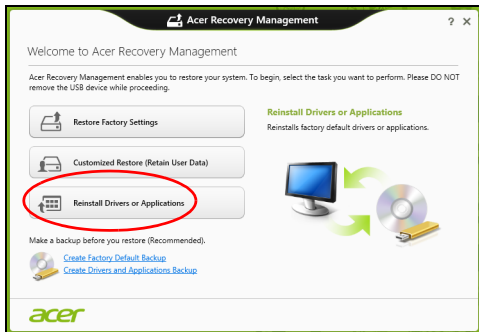 Acer Recovery Management
? ×
Welcome to Acer Recovery Management
Acer Recovery Management enables you to restore your system. To begin, select the task you want to perform. Please DO NOT
remove the USB device while proceeding.
Restore Factory Settings
Customized Restore (Retain User Data)
Reinstall Drivers or Applications
Reinstall Drivers or Applications
Reinstalls factory default drivers or applications.
Make a backup before you restore (Recommended).
Create Factory Default Backup
Create Drivers and Applications Backup
acer